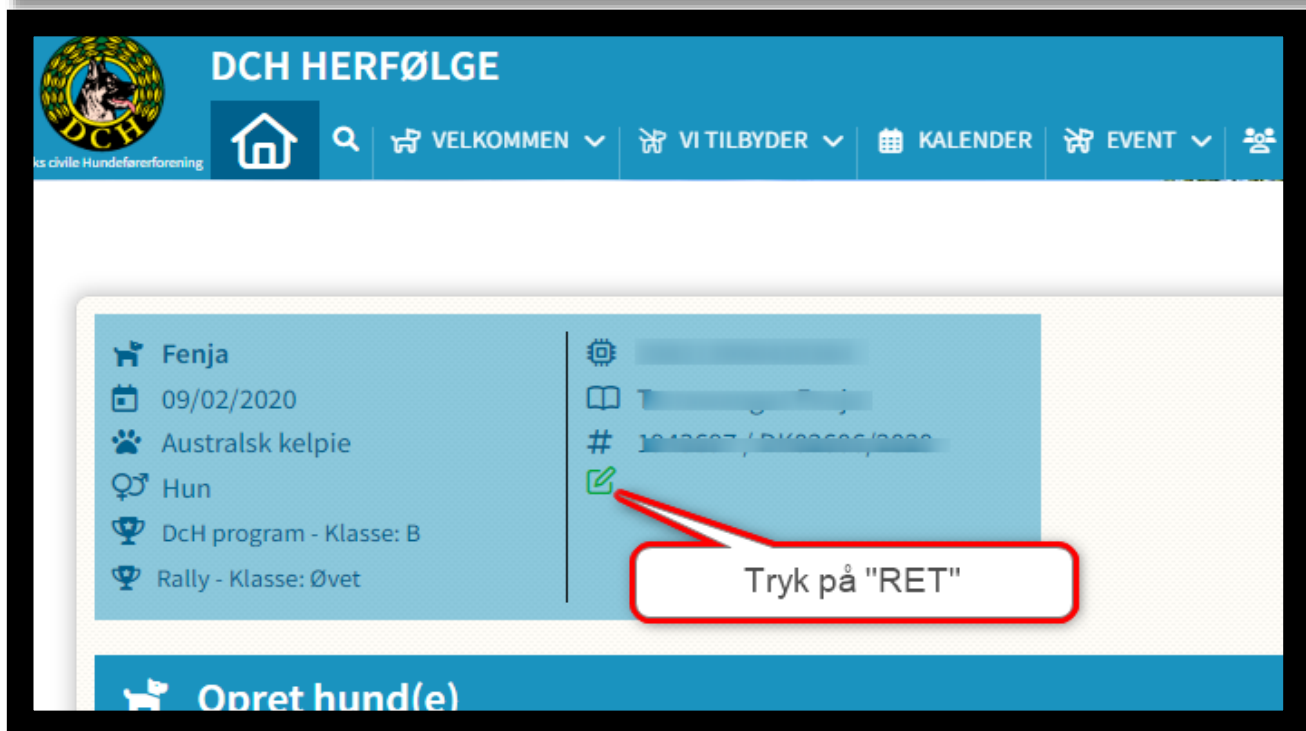 DCH HERFØLGE
DCH
ks civile Hundeførerforening
VELKOMMEN
VI TILBYDER
KALENDER
EVENT
Fenja
09/02/2020
Australsk kelpie
#
Hun
DcH program - Klasse: B
Rally - Klasse: Øvet
Tryk på "RET"
Opret hund(e)